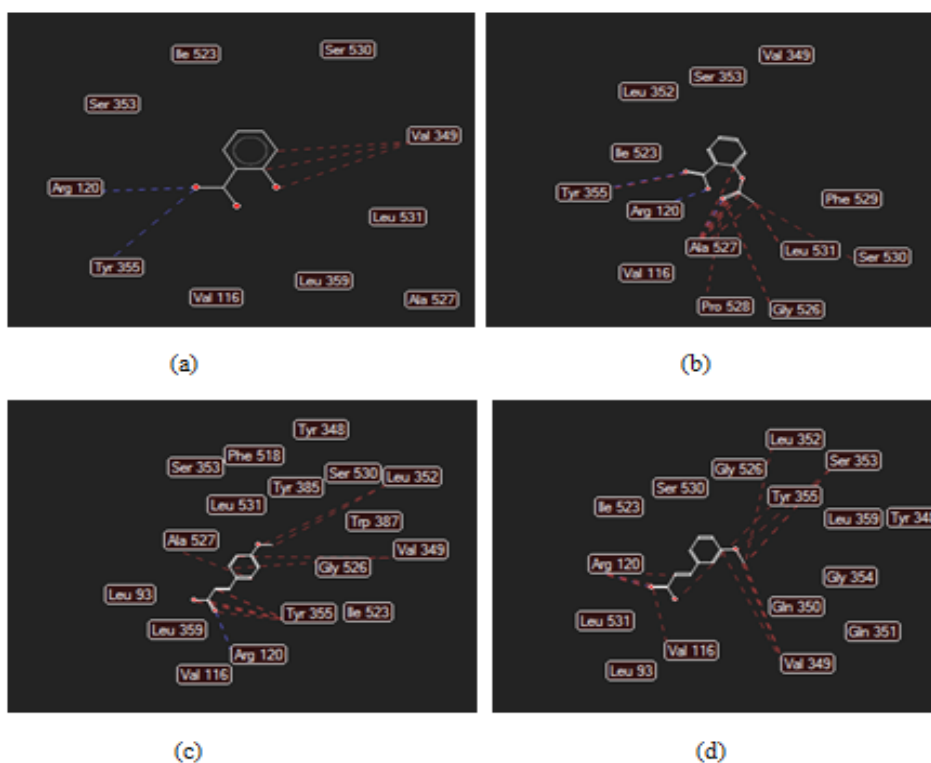 Ile 523
Ser 530
Ser 353
Val 349
Arg 120
Leu 531
Tyr 355
Leu 359
Val 116
Ala 527
(a)
Val 349
Ser 353
Leu 352
Ile 523
Tyr 355
Phe 529
Arg 120
Ala 527
Leu 531
Ser 530
Val 116
Pro 528
Gly 526
(b)
Tyr 348
Phe 518
Ser 353
Ser 530
Leu 352
Tyr 385
Leu 531
Trp 387
Ala 527
Val 349
Gly 526
Leu 93
Tyr 355
Ile 523
Leu 359
Arg 120
Val 116
(c)
Leu 352
Ser 353
Gly 526
Ser 530
Tyr 355
Ile 523
Leu 359
Tyr 348
Arg 120
Gly 354
Gln 350
Leu 531
Gln 351
Val 116
Val 349
Leu 93
(d)